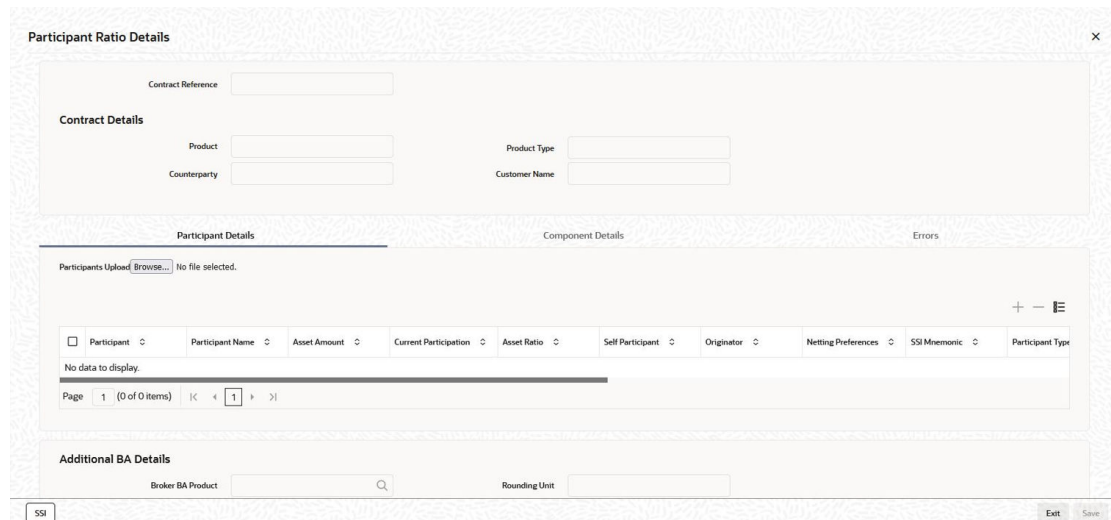 Participant Ratio Details
Contract Reference
Contract Details
Product
Product Type
Counterparty
Customer Name
Participant Details Component Details Errors
Participants Upload Browse... No file selected.
Participant Participant Name Asset Amount Current Participation Asset Ratio Self Participant Originator Netting Preferences SSI Mnemonic Participant Type
No data to display.
Page 1 (0 of 0 items) 1
Additional BA Details
Broker BA Product
Rounding Unit
SSI Exit Save